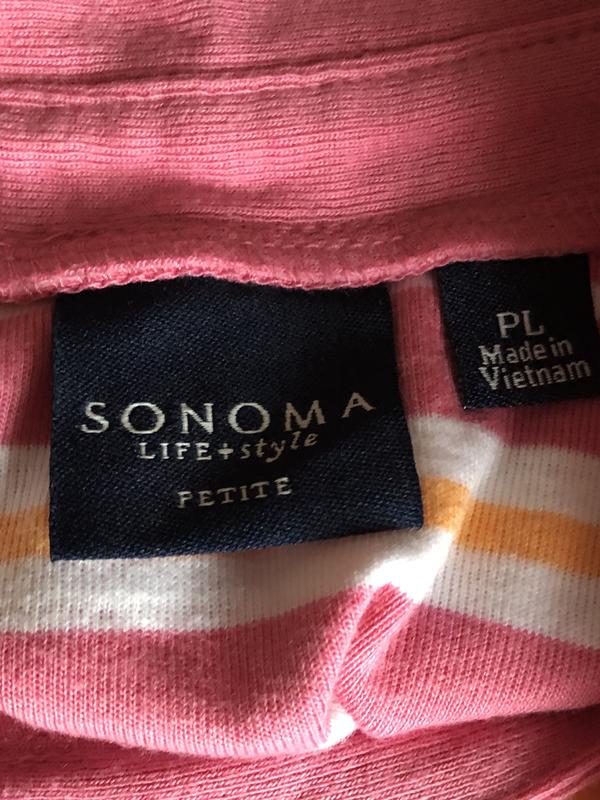 SONOMA
LIFE+style
PETITE
PL
Made in
Vietnam